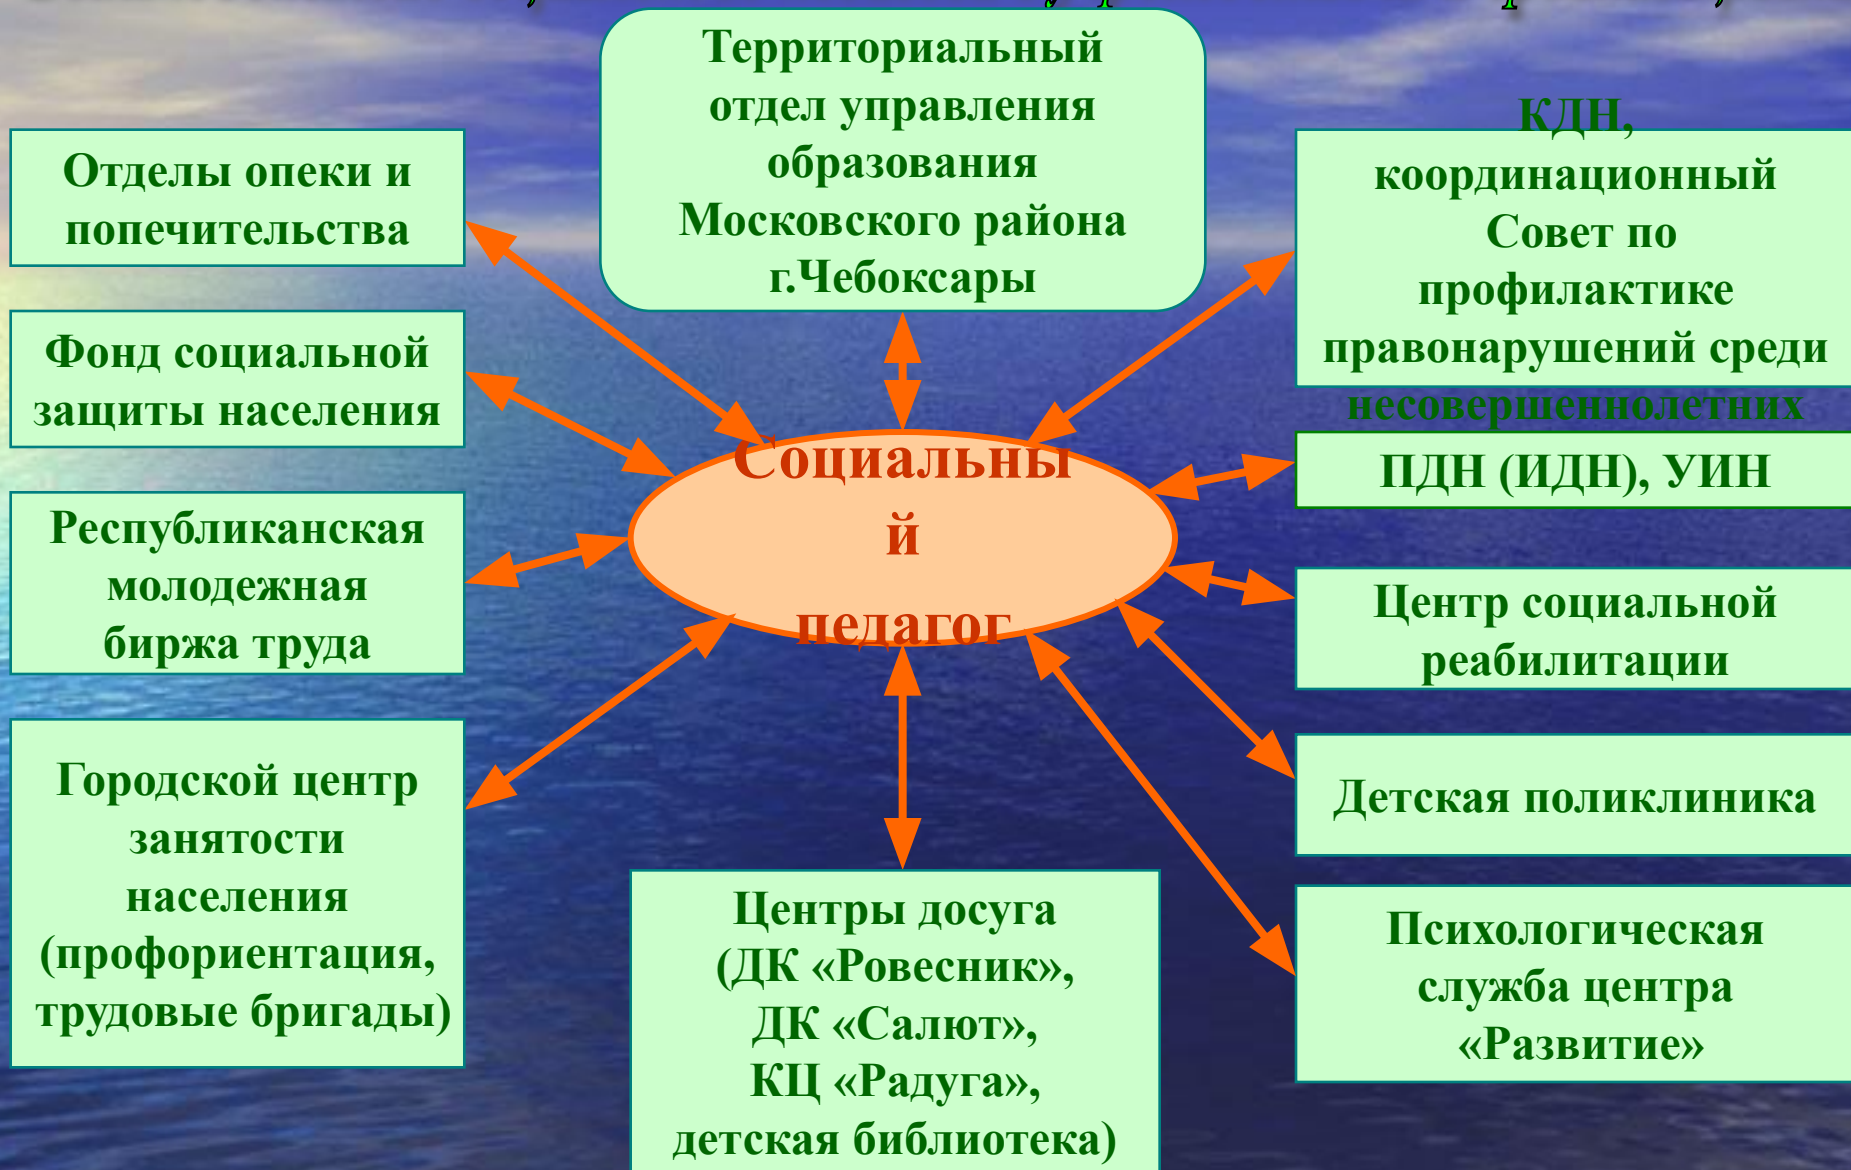 Территориальный
отдел управления
образования
Московского района
г.Чебоксары
Отделы опеки и
попечительства
Фонд социальной
защиты населения
Республиканская
молодежная
биржа труда
Городской центр
занятости
населения
(профориентация,
трудовые бригады)
Социальны
й
педагог
Центры досуга
(ДК «Ровесник»,
ДК «Салют»,
КЦ «Радуга»,
детская библиотека)
КДН,
координационный
Совет по
профилактике
правонарушений среди
несовершеннолетних
ПДН (ИДН), УИН
Центр социальной
реабилитации
Детская поликлиника
Психологическая
служба центра
«Развитие»